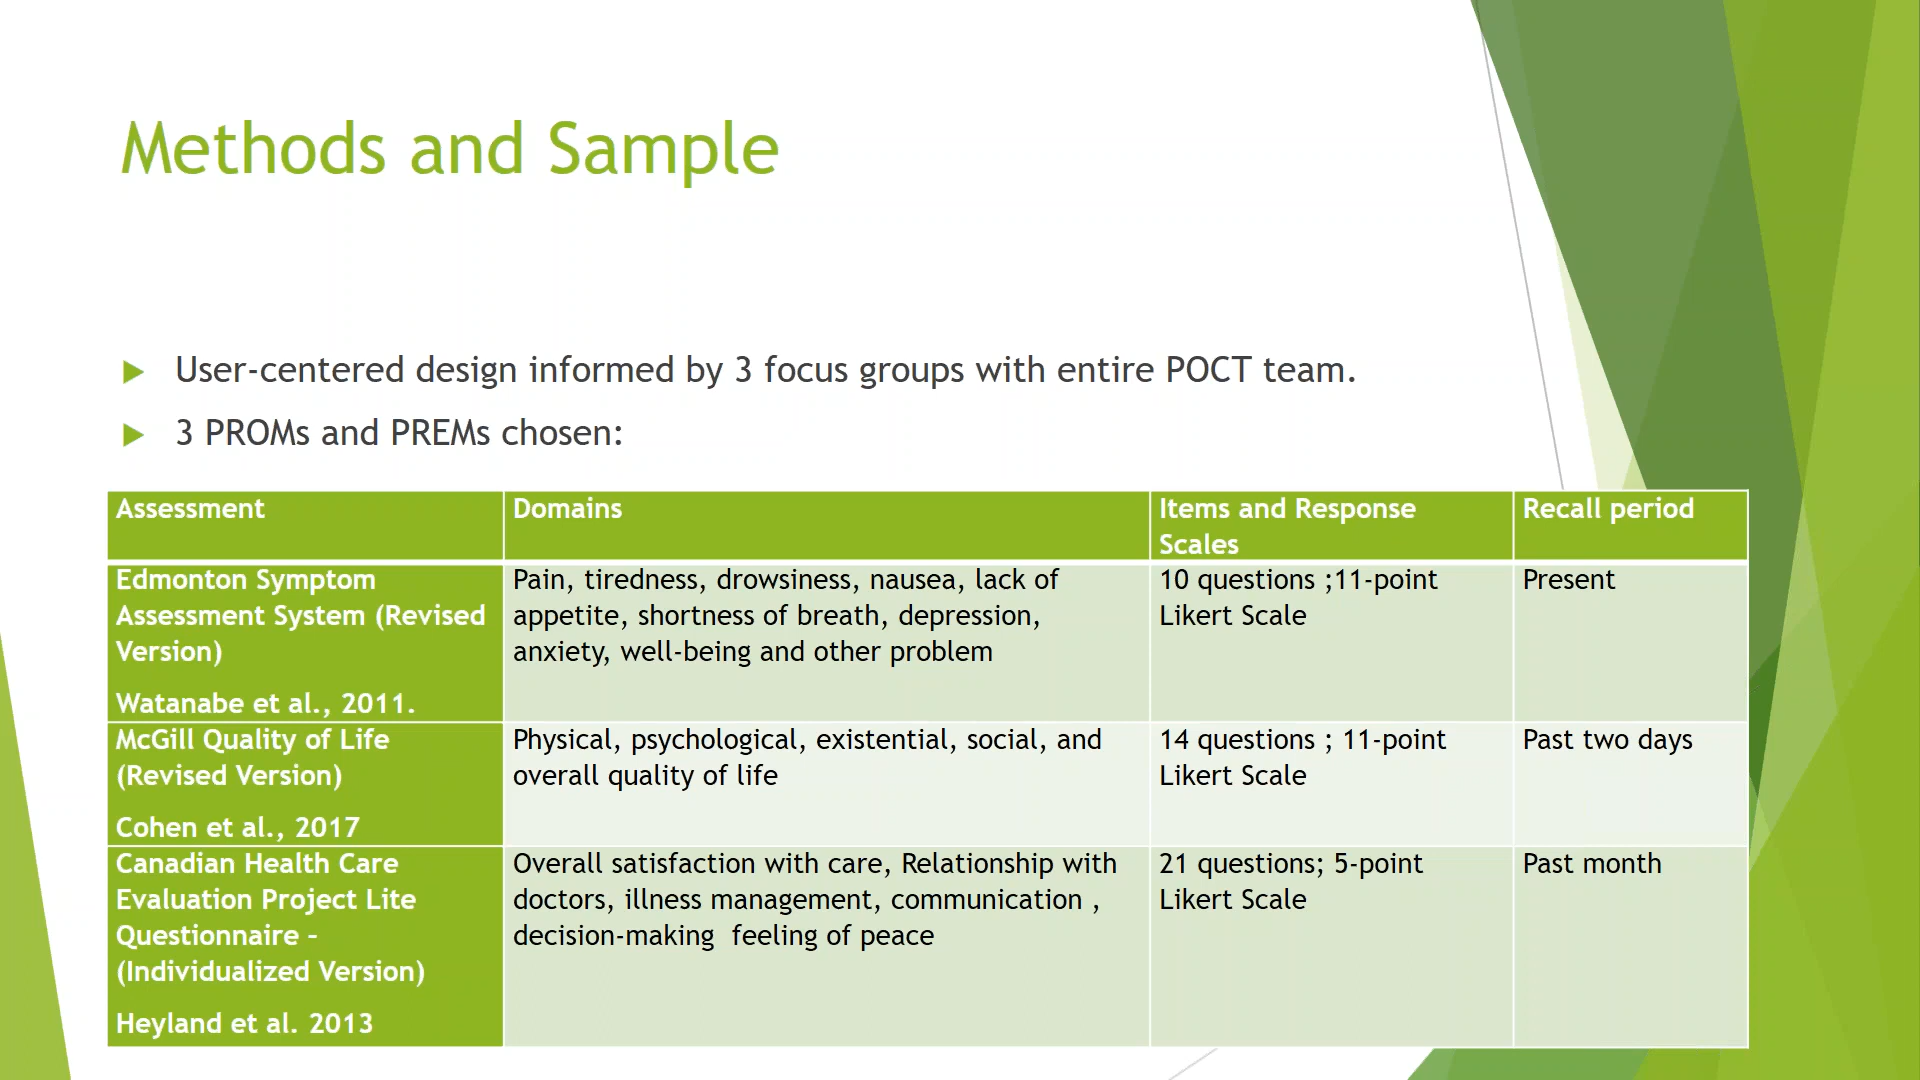 Methods and Sample
User-centered design informed by 3 focus groups with entire POCT team.
3 PROMs and PREMs chosen:
Assessment
Domains
Items and Response
Scales
Recall period
Edmonton Symptom
Assessment System (Revised
Version)
Watanabe et al., 2011.
Pain, tiredness, drowsiness, nausea, lack of
appetite, shortness of breath, depression,
anxiety, well-being and other problem
10 questions ;11-point
Likert Scale
Present
McGill Quality of Life
(Revised Version)
Cohen et al., 2017
Physical, psychological, existential, social, and
overall quality of life
14 questions ; 11-point
Likert Scale
Past two days
Canadian Health Care
Evaluation Project Lite
Questionnaire –
(Individualized Version)
Heyland et al. 2013
Overall satisfaction with care, Relationship with
doctors, illness management, communication ,
decision-making  feeling of peace
21 questions; 5-point
Likert Scale
Past month